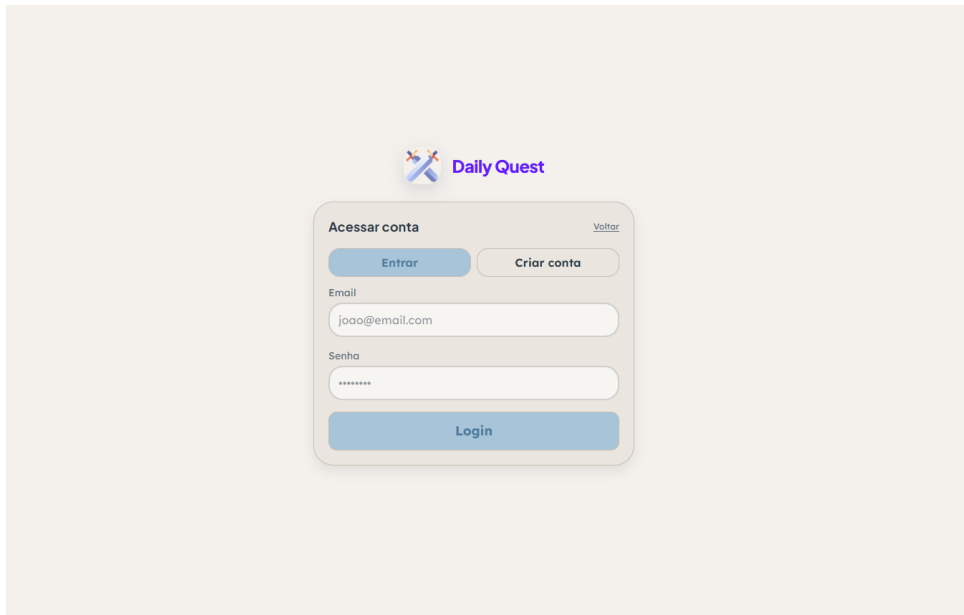 Daily Quest
Acessar conta
Voltar
Entrar
Criar conta
Email
joao@email.com
Senha
••••••••
Login